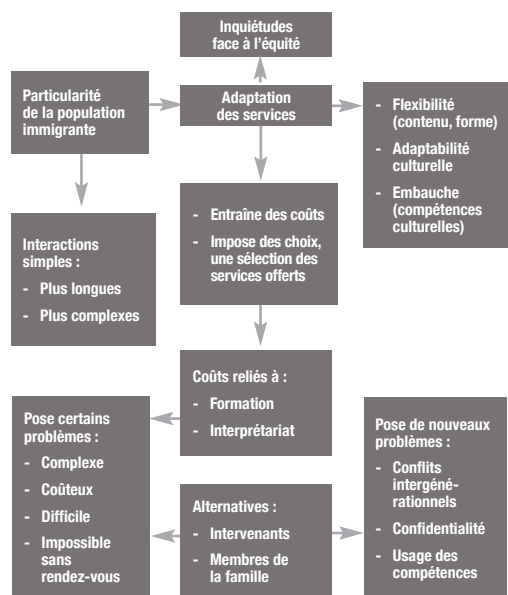 Inquiétudes
face à l'équité
Particularité
de la population
immigrante
Adaptation
des services
- Flexibilité
(contenu, forme)
- Adaptabilité
culturelle
- Embauche
(compétences
culturelles)
Interactions
simples :
- Plus longues
- Plus complexes
- Entraîne des coûts
- Impose des choix,
une sélection des
services offerts
Coûts reliés à :
- Formation
- Interprétariat
Pose certains
problèmes :
- Complexe
- Coûteux
- Difficile
- Impossible
sans
rendez-vous
Alternatives :
- Intervenants
- Membres de
la famille
Pose de nouveaux
problèmes :
- Conflits
intergéné-
rationnels
- Confidentialité
- Usage des
compétences